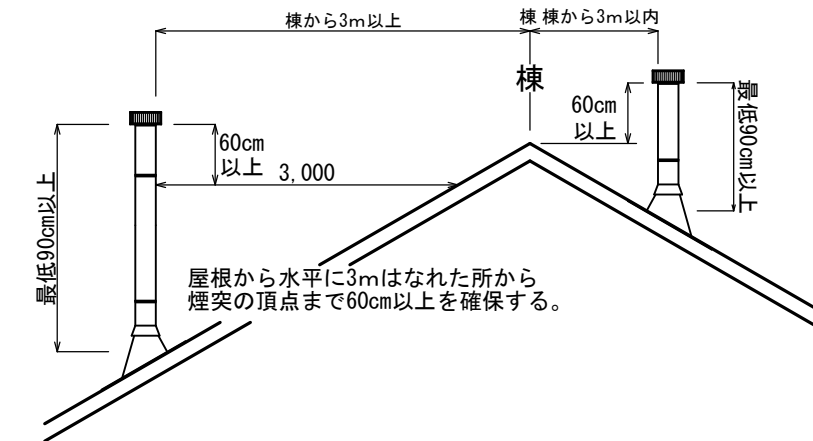 棟から3ｍ以上
棟 棟から3ｍ以内
棟
60cm
以上
最低90cm以上
60cm
以上
3,000
最低90cm以上
屋根から水平に3ｍはなれた所から
煙突の頂点まで60cm以上を確保する。